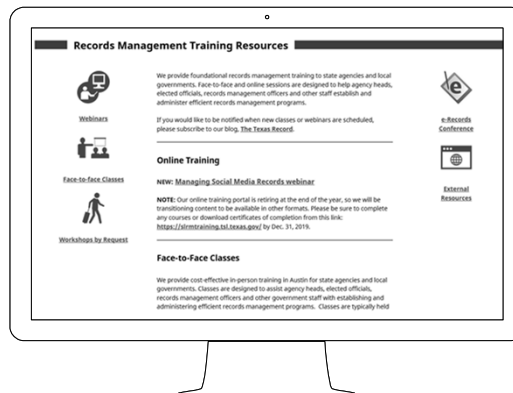 Records Management Training Resources
Webinars
Face-to-face Classes
Workshops by Request
We provide foundational records management training to state agencies and local
governments. Face-to-face and online sessions are designed to help agency heads,
elected officials, records management officers and other staff establish and
administer efficient records management programs.
If you would like to be notified when new classes or webinars are scheduled,
please subscribe to our blog, The Texas Record.
Online Training
NEW: Managing Social Media Records webinar
NOTE: Our online training portal is retiring at the end of the year, so we will be
transitioning content to be available in other formats. Please be sure to complete
any courses or download certificates of completion from this link:
https://slrmtraining.tsl.texas.gov/ by Dec. 31, 2019.
Face-to-Face Classes
We provide cost-effective in-person training in Austin for state agencies and local
governments. Classes are designed to assist agency heads, elected officials,
records management officers and other government staff with establishing and
administering efficient records management programs. Classes are typically held
e
e-Records
Conference
External
Resources